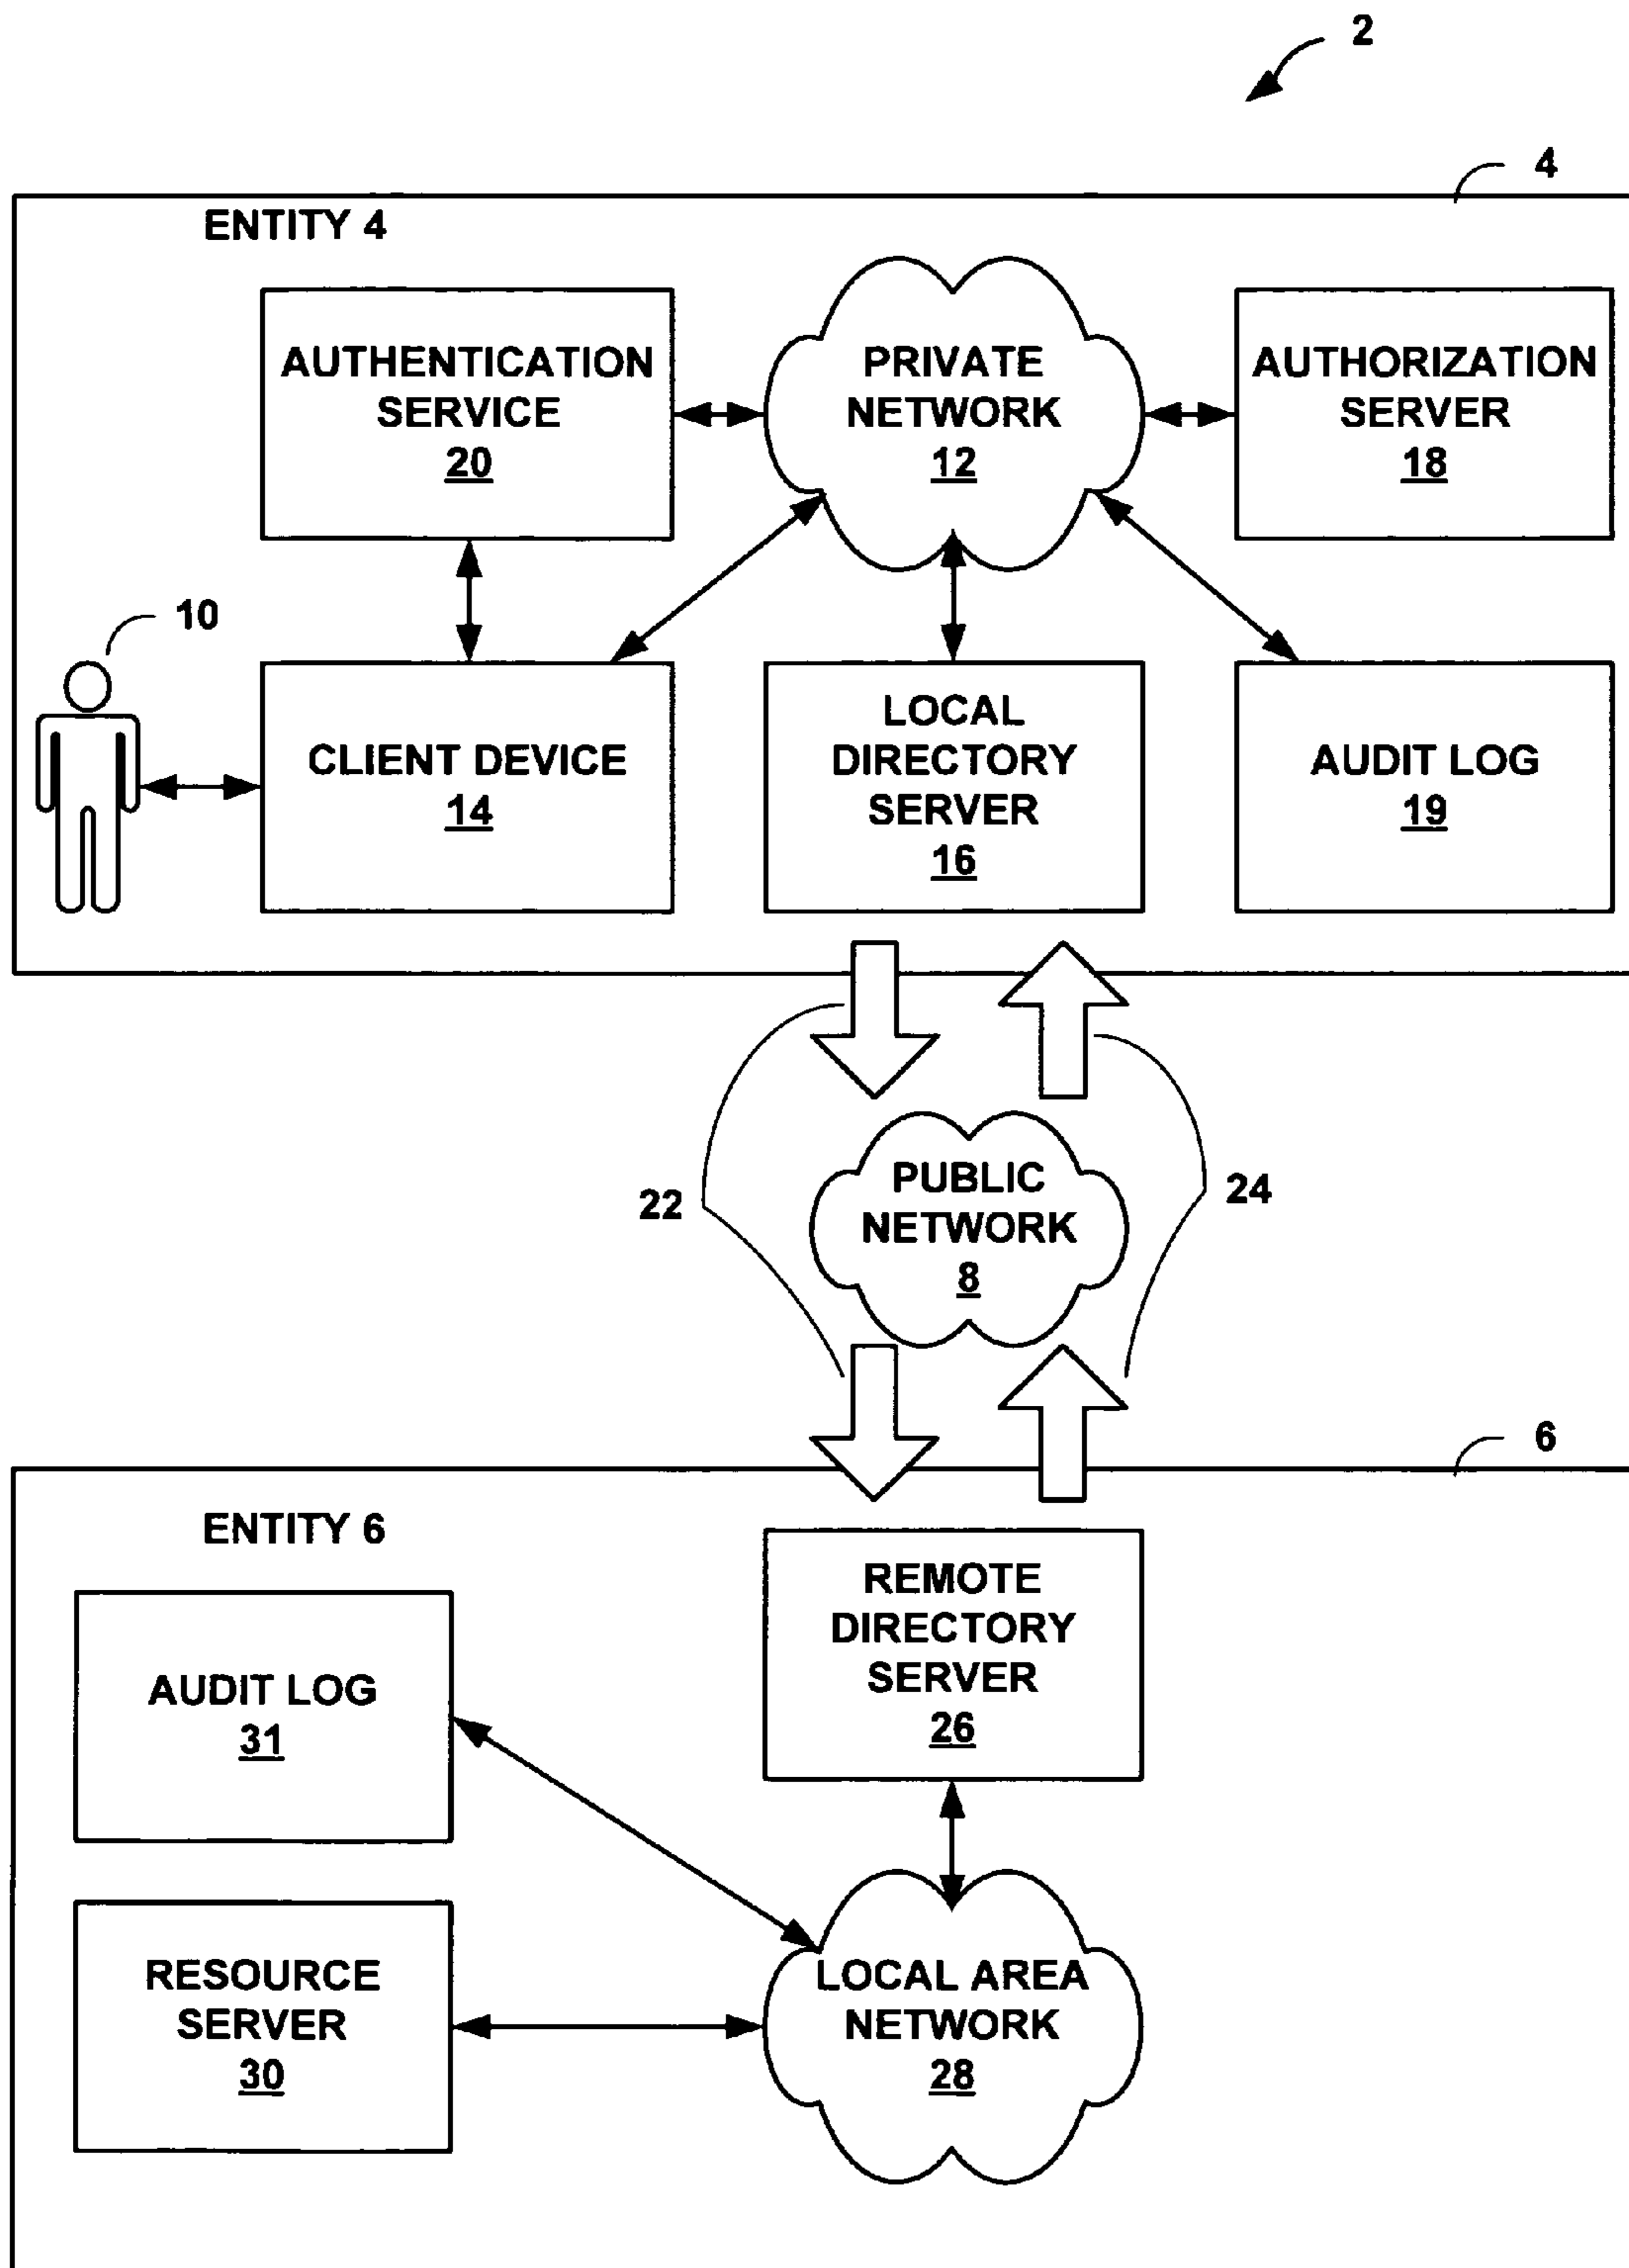 2
4
ENTITY 4
AUTHENTICATION
SERVICE
20
PRIVATE
NETWORK
12
AUTHORIZATION
SERVER
18
10
CLIENT DEVICE
14
LOCAL
DIRECTORY
SERVER
16
AUDIT LOG
19
22
PUBLIC
NETWORK
8
24
6
ENTITY 6
REMOTE
DIRECTORY
SERVER
26
AUDIT LOG
31
RESOURCE
SERVER
30
LOCAL AREA
NETWORK
28